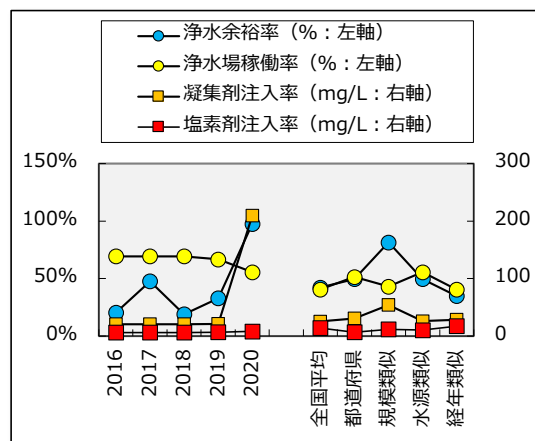 浄水余裕率（%：左軸）
浄水場稼働率（%：左軸）
凝集剤注入率（mg/L：右軸）
塩素剤注入率（mg/L：右軸）
150%
100%
50%
0%
300
200
100
0
2016
2017
2018
2019
2020
全国平均
都道府県
規模類似
水源類似
経年類似